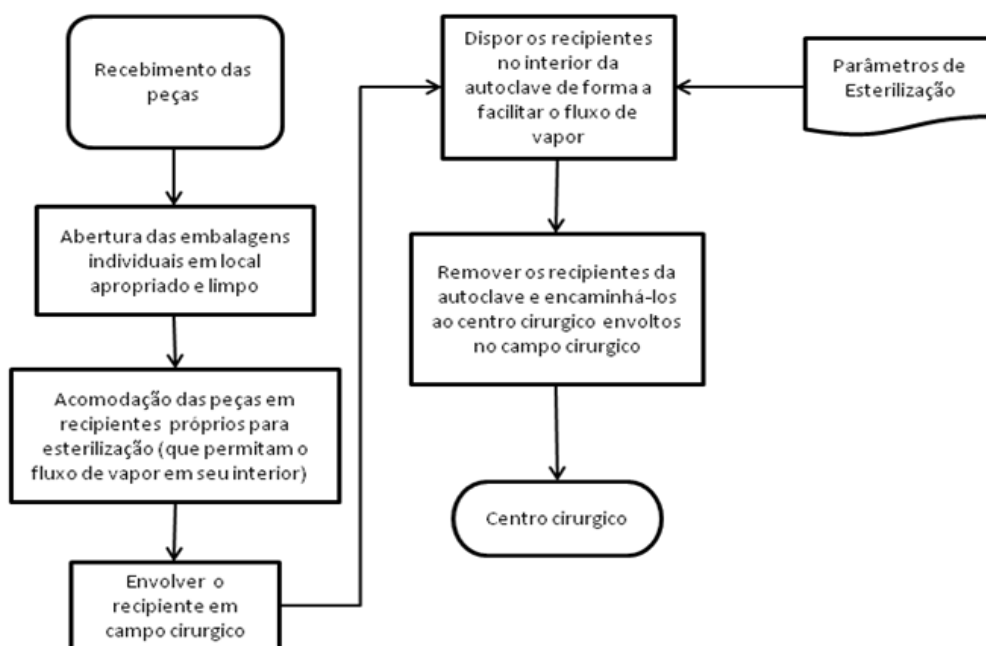 Recebimento das
peças
Abertura das embalagens
individuais em local
apropriado e limpo
Acomodação das peças em
recipientes próprios para
esterilização (que permitam o
fluxo de vapor em seu interior)
Envolver o
recipiente em
campo cirurgico
Dispor os recipientes
no interior da
autoclave de forma a
facilitar o fluxo de
vapor
Parâmetros de
Esterilização
Remover os recipientes da
autoclave e encaminhá-los
ao centro cirurgico envoltos
no campo cirurgico
Centro cirurgico